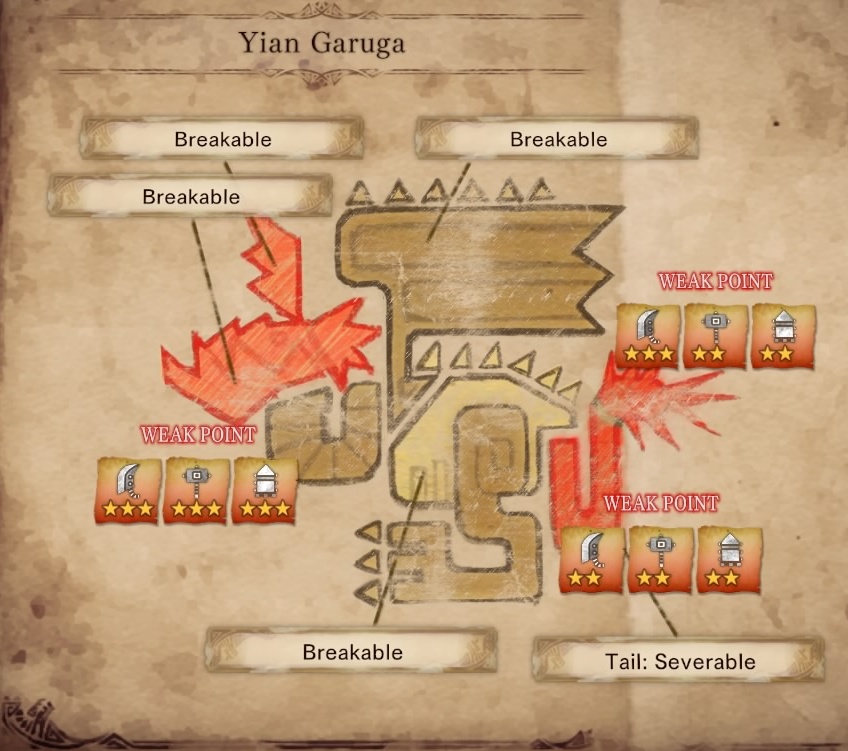 Yian Garuga
Breakable
Breakable
Breakable
WEAK POINT
WEAK POINT
WEAK POINT
Breakable
Tail: Severable